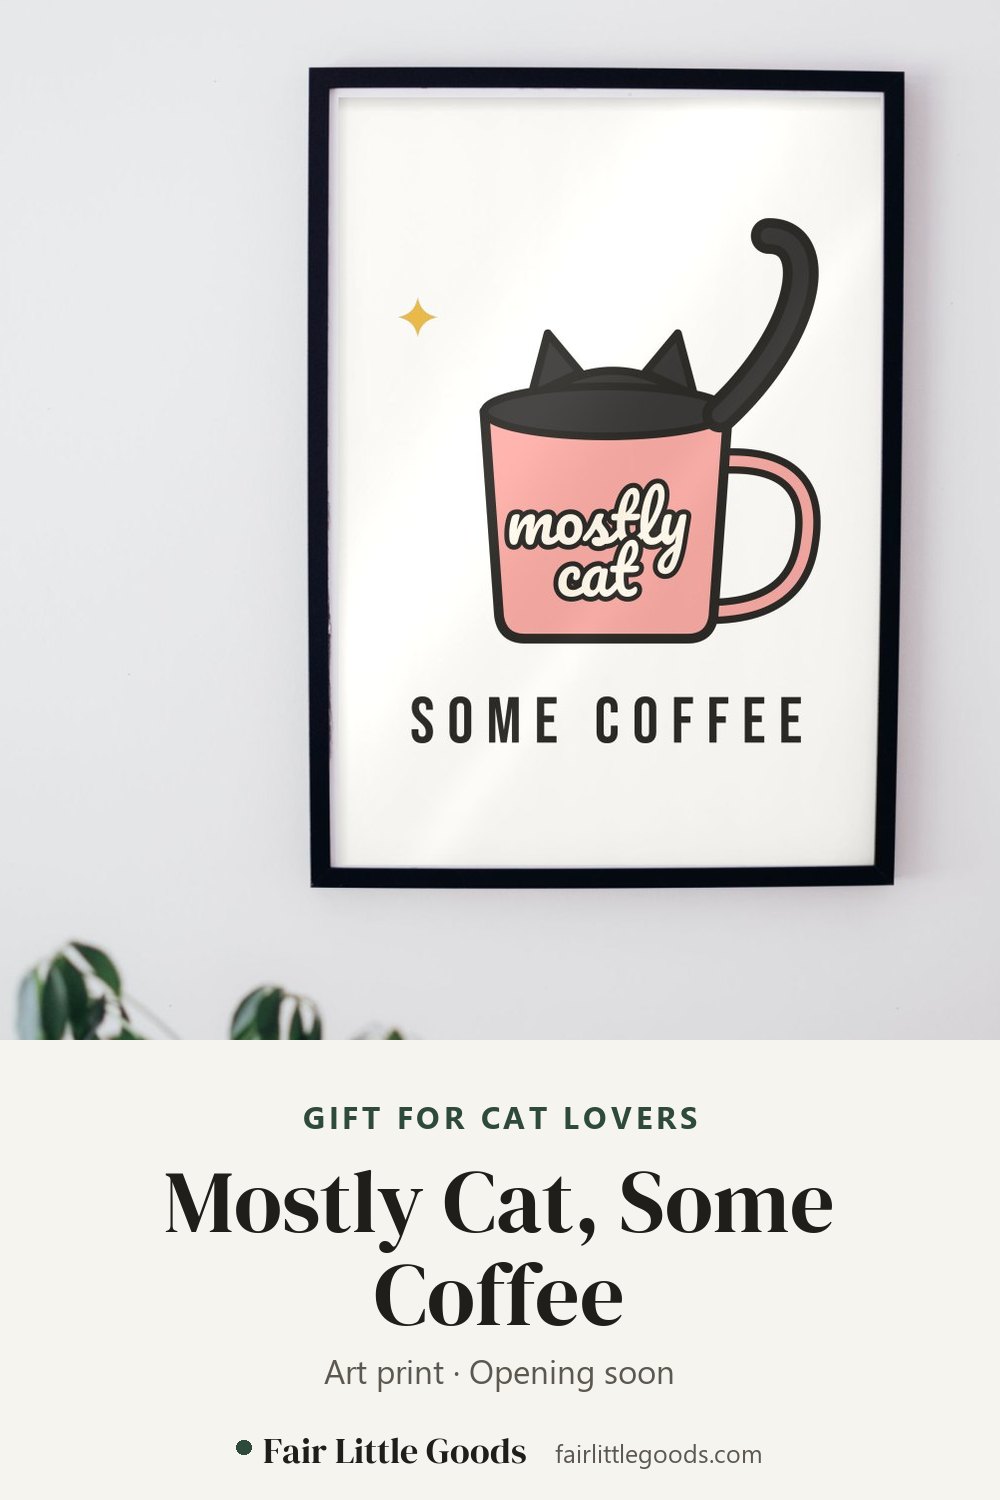 mostly
cat
SOME COFFEE
GIFT FOR CAT LOVERS
Mostly Cat, Some
Coffee
Art print · Opening soon
Fair Little Goods fairlittlegoods.com